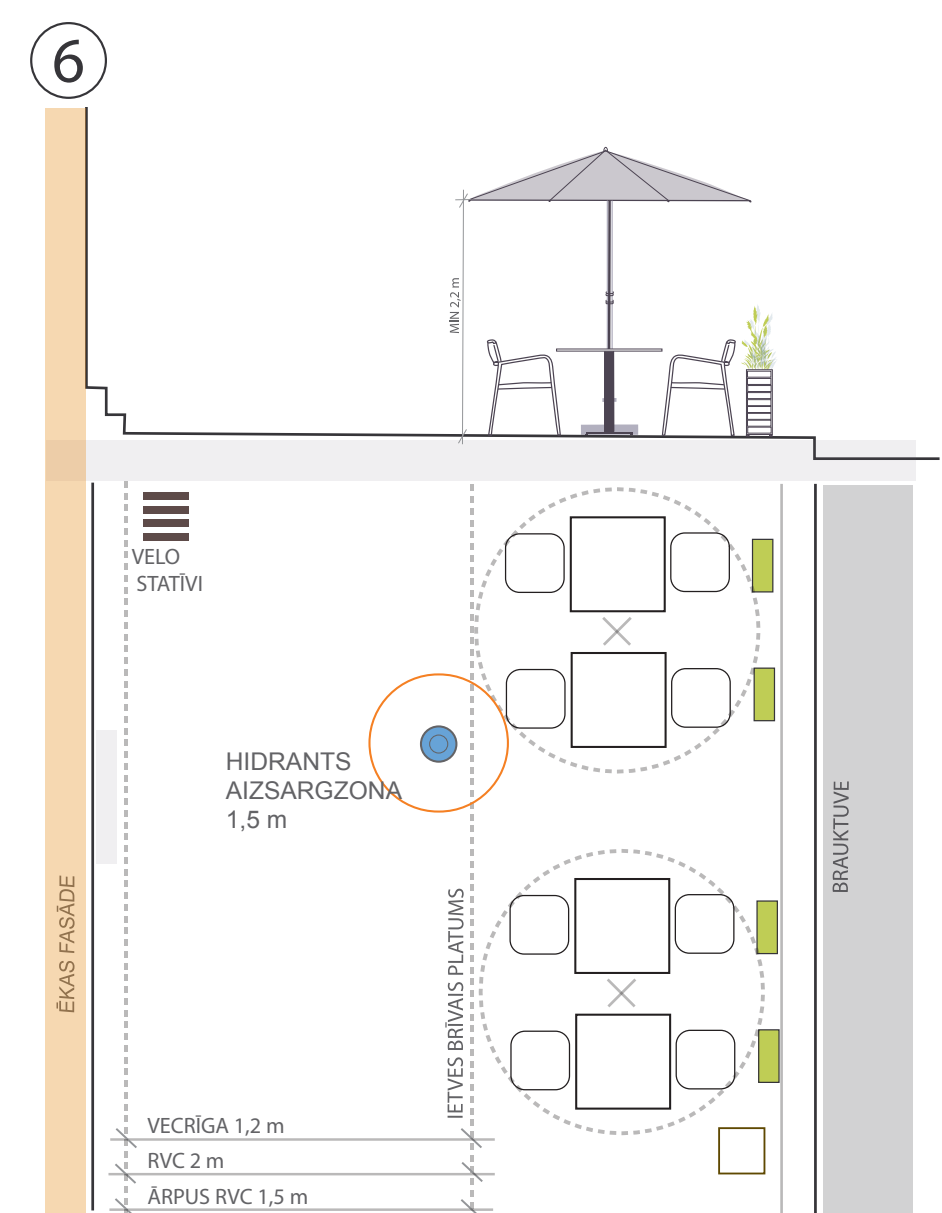 6
MIN 2,2 m
VELO
STATĪVI
HIDRANTS
AIZSARGZONA
1,5 m
BRAUKTUVE
ĒKAS FASĀDE
IETVES BRĪVAIS PLATUMS
VECRĪGA 1,2 m
RVC 2 m
ĀRPUS RVC 1,5 m